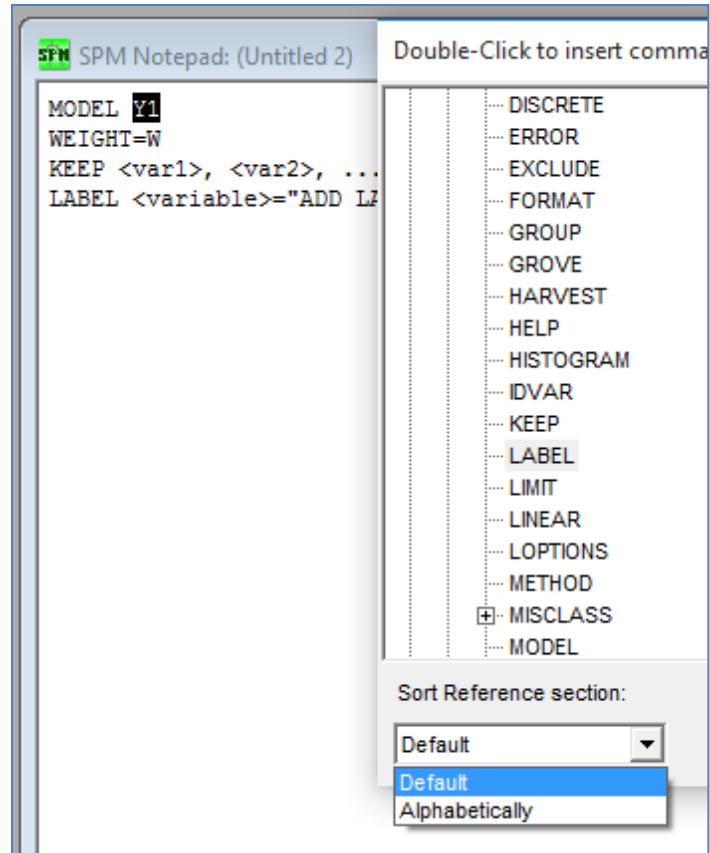 SPM SPM Notepad: (Untitled 2)
MODEL Y1
WEIGHT=W
KEEP <var1>, <var2>, ...
LABEL <variable>="ADD LA
Double-Click to insert comma
DISCRETE
ERROR
EXCLUDE
FORMAT
GROUP
GROVE
HARVEST
HELP
HISTOGRAM
IDVAR
KEEP
LABEL
LIMIT
LINEAR
LOPTIONS
METHOD
MISCLASS
MODEL
Sort Reference section:
Default
Default
Alphabetically